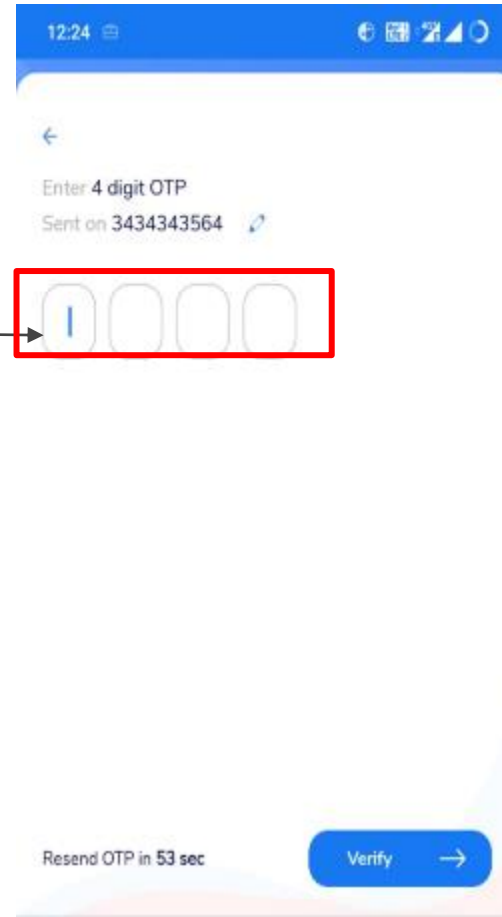 12:24
Enter 4 digit OTP
Sent on 3434343564
Resend OTP in 53 sec
Verify